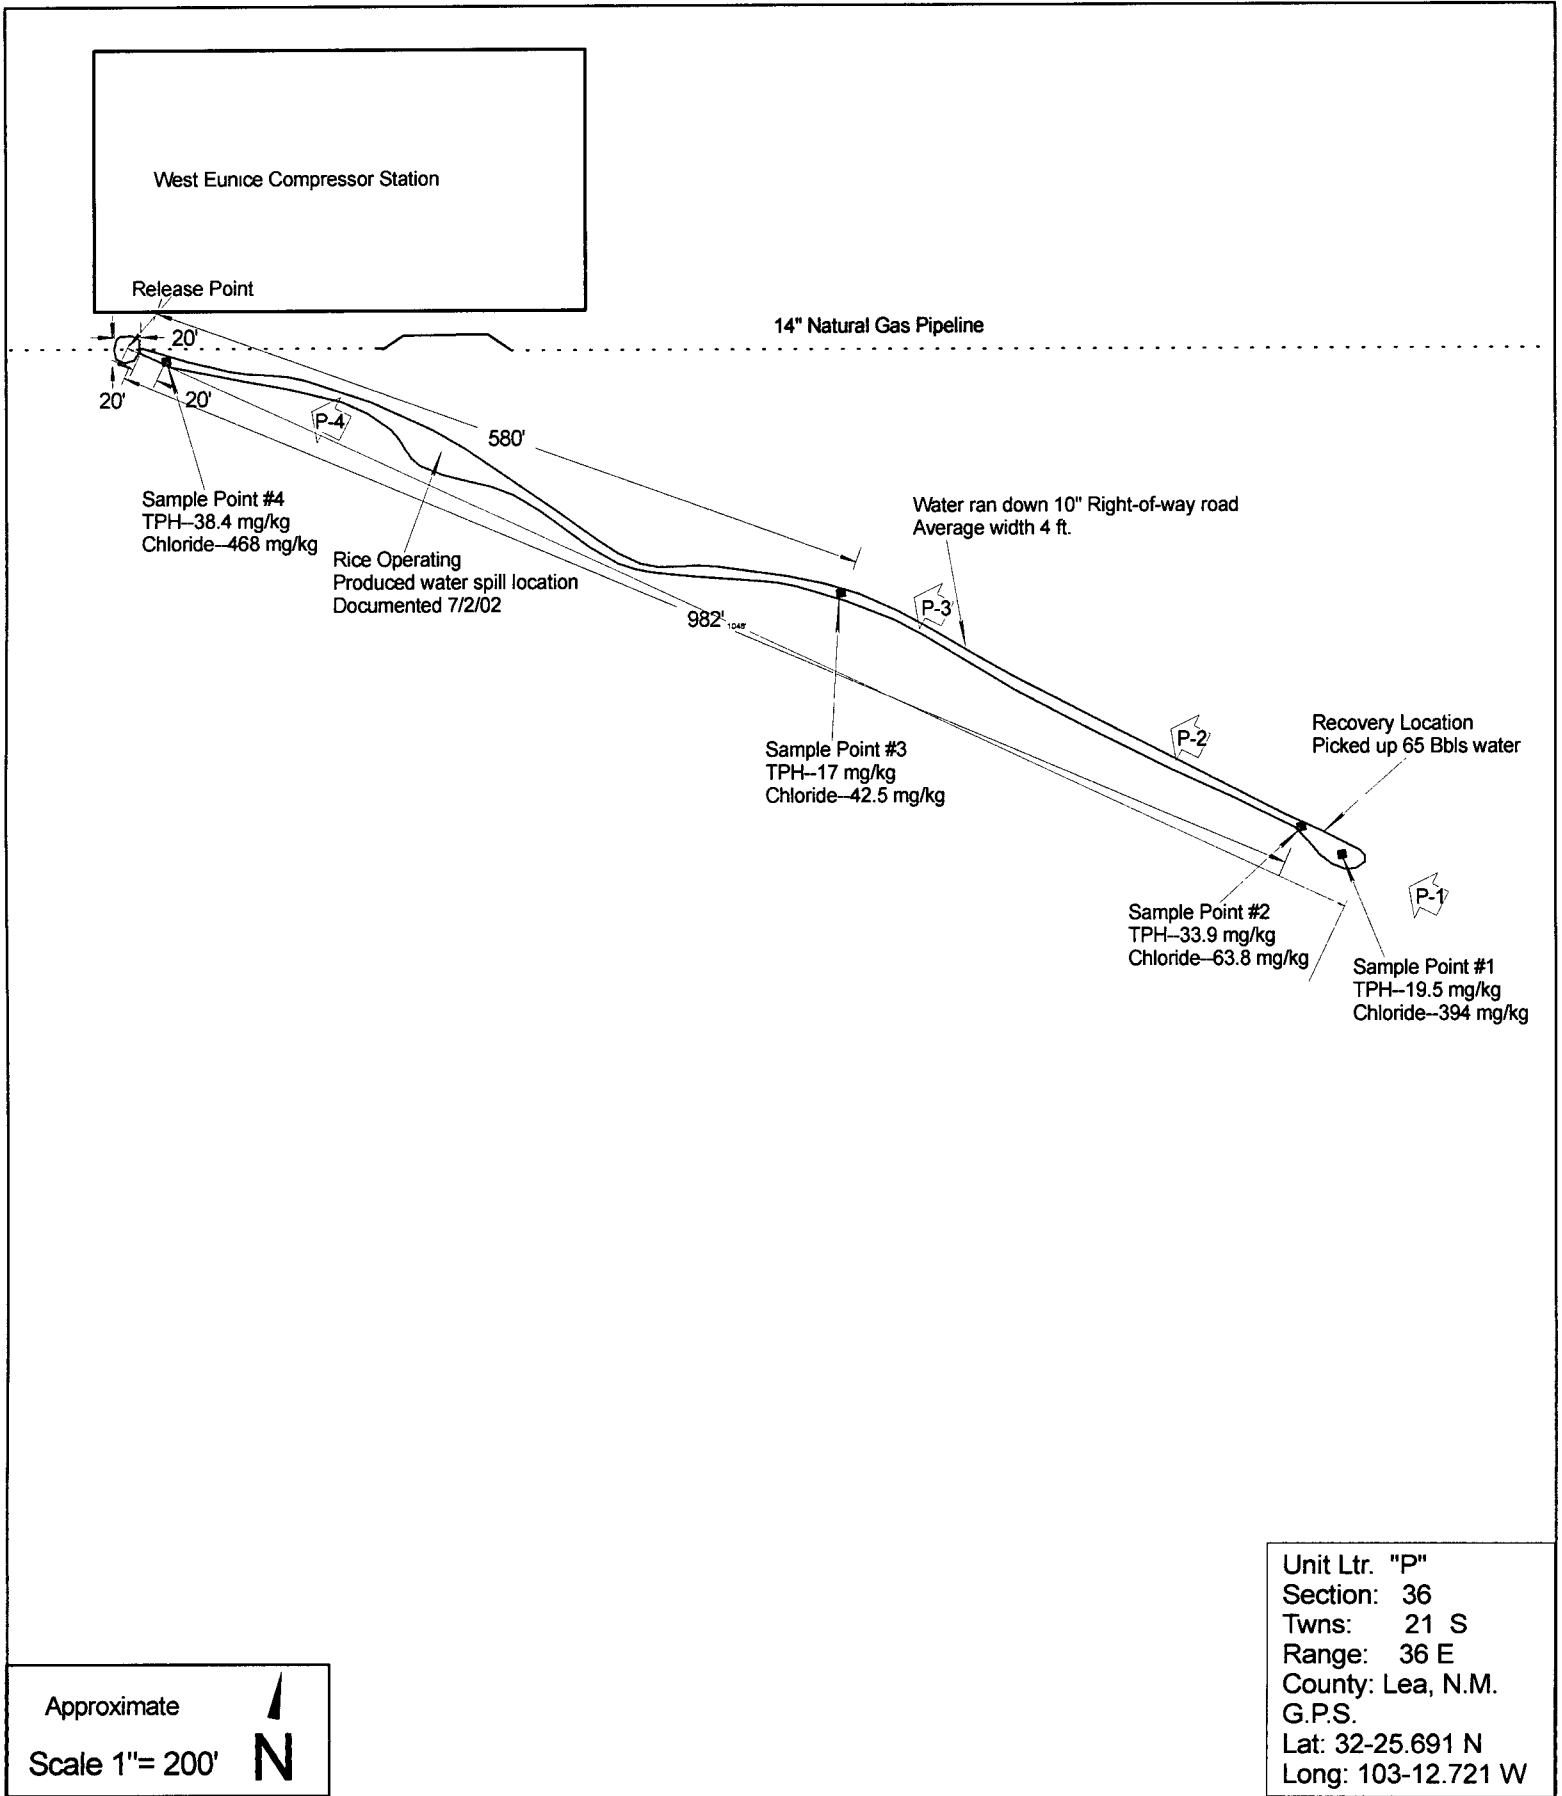 West Eunice Compressor Station
Release Point
14" Natural Gas Pipeline
20'
20'
20'
P-4
580'
Sample Point #4
TPH--38.4 mg/kg
Chloride--468 mg/kg
Rice Operating
Produced water spill location
Documented 7/2/02
Water ran down 10" Right-of-way road
Average width 4 ft.
P-3
982'
1048'
Sample Point #3
TPH--17 mg/kg
Chloride--42.5 mg/kg
P-2
Recovery Location
Picked up 65 Bbls water
P-1
Sample Point #2
TPH--33.9 mg/kg
Chloride--63.8 mg/kg
Sample Point #1
TPH--19.5 mg/kg
Chloride--394 mg/kg
Approximate
Scale 1"= 200'
N
Unit Ltr. "P"
Section: 36
Twns: 21 S
Range: 36 E
County: Lea, N.M.
G.P.S.
Lat: 32-25.691 N
Long: 103-12.721 W